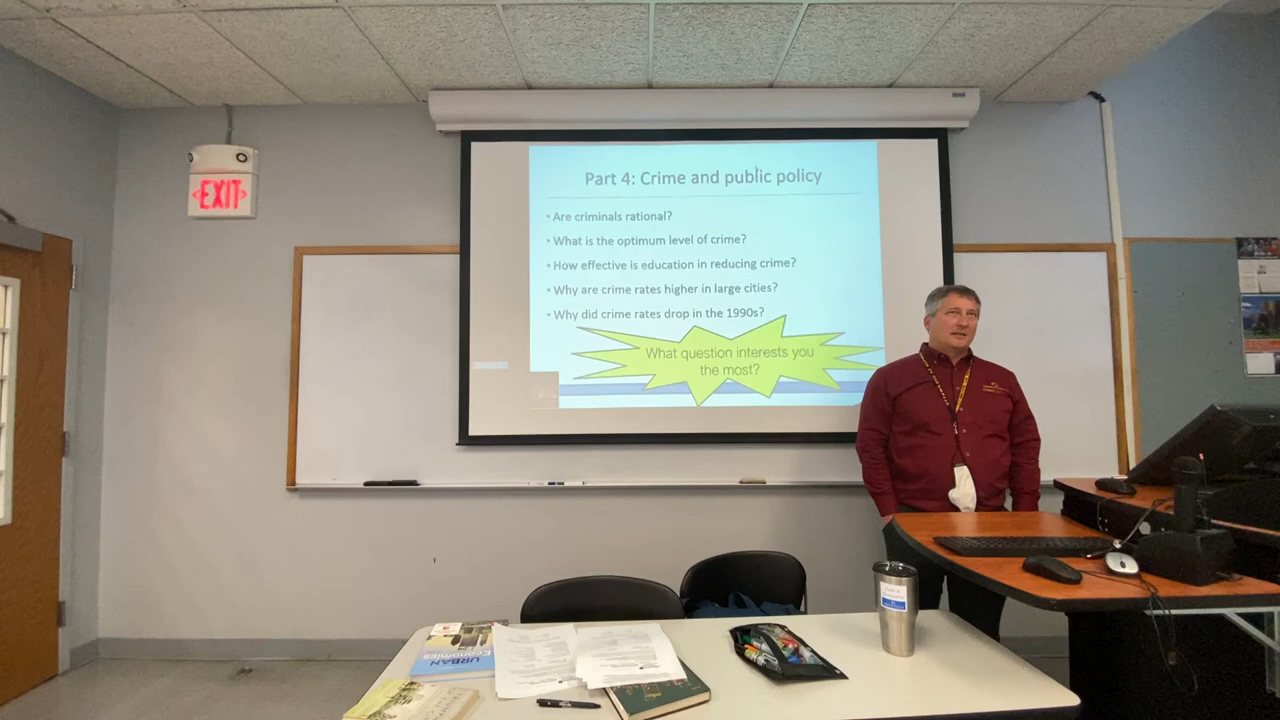 EXIT
Part 4: Crime and public policy
• Are criminals rational?
• What is the optimum level of crime?
• How effective is education in reducing crime?
• Why are crime rates higher in large cities?
• Why did crime rates drop in the 1990s?
What question interests you
the most?
Economics
URBAN